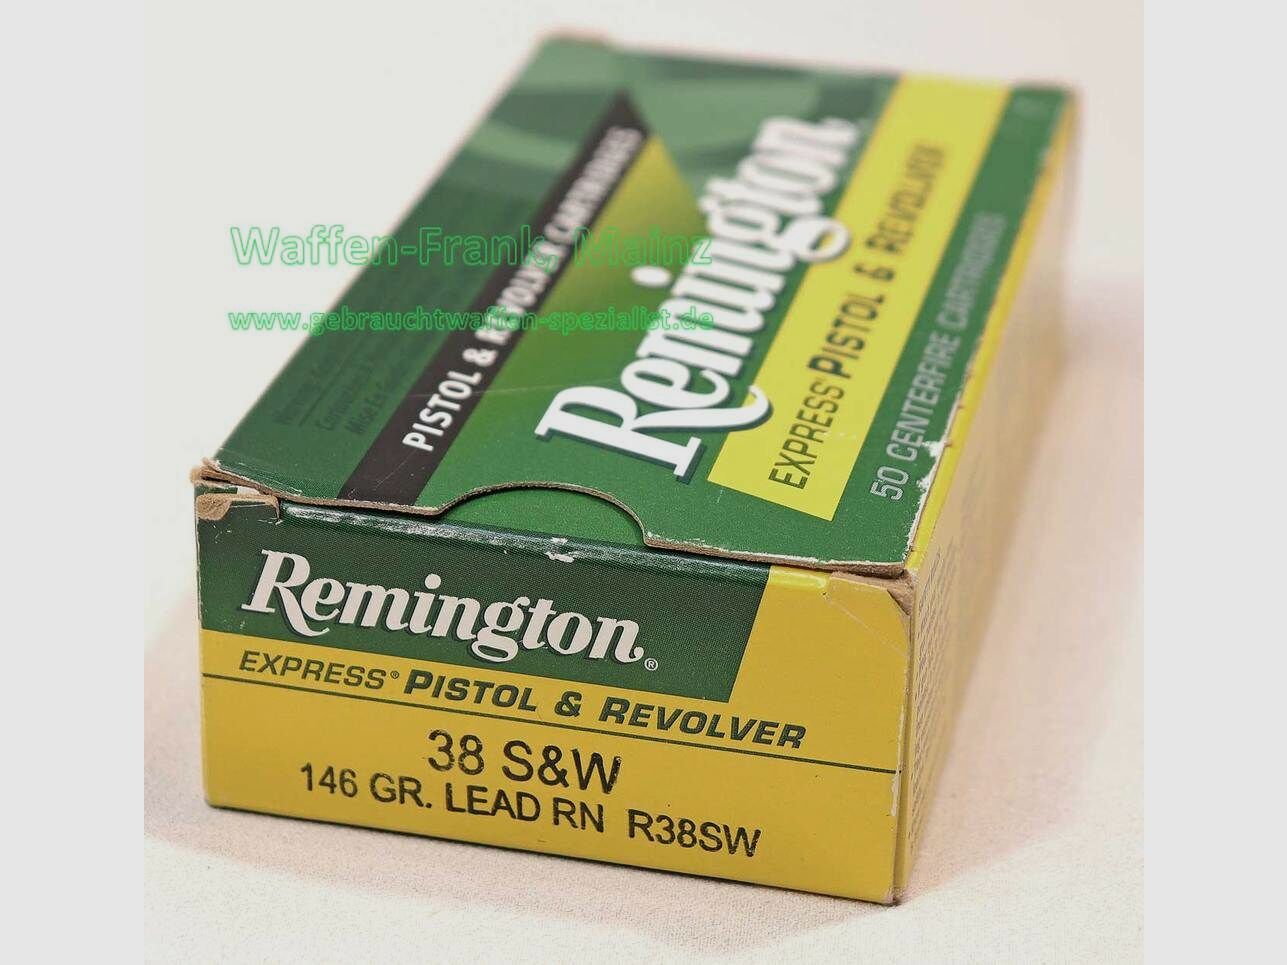 PISTOL & REVOLVER CARTRIDGES
Remington
EXPRESS® PISTOL & REVOLVER
50 CENTERFIRE CARTRIDGES
Waffen-Frank, Mainz
www.gebrauchtwaffen-spezialist.de
Remington®
EXPRESS® PISTOL & REVOLVER
38 S&W
146 GR. LEAD RN R38SW